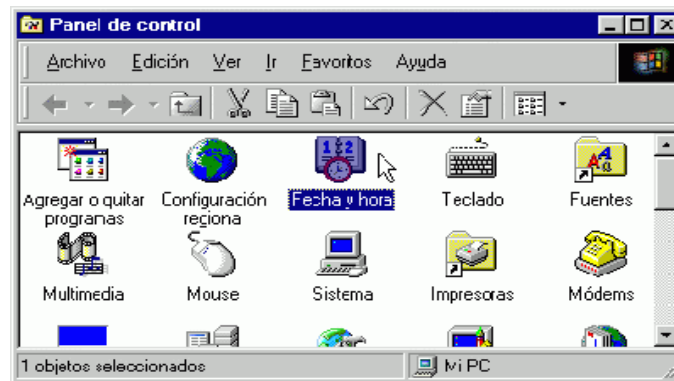 Panel de control
Archivo Edición Ver Ir Favoritos Ayuda
Agregar o quitar programas
Configuración regiona
Fecha y hora
Teclado
Fuentes
Multimedia
Mouse
Sistema
Impresoras
Módems
1 objetos seleccionados
Mi PC